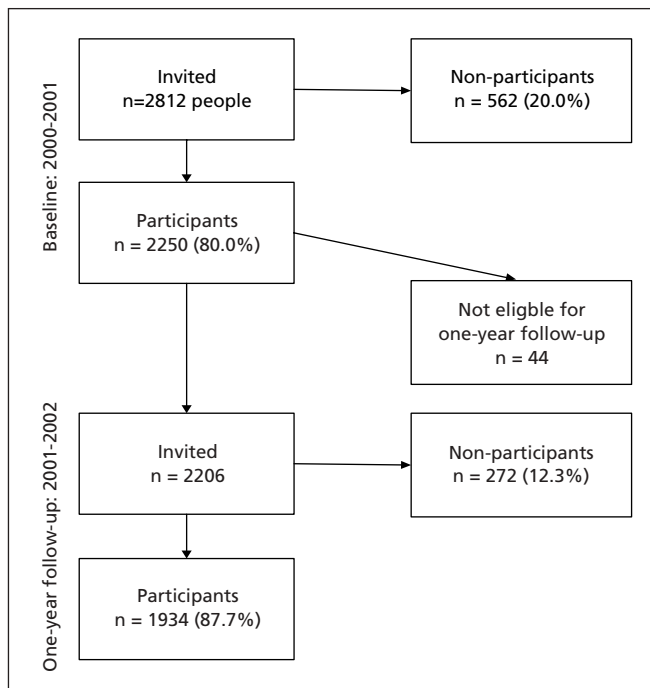 Baseline: 2000-2001
Invited
n=2812 people
Non-participants
n = 562 (20.0%)
Participants
n = 2250 (80.0%)
Not eligble for
one-year follow-up
n = 44
One-year follow-up: 2001-2002
Invited
n = 2206
Non-participants
n = 272 (12.3%)
Participants
n = 1934 (87.7%)